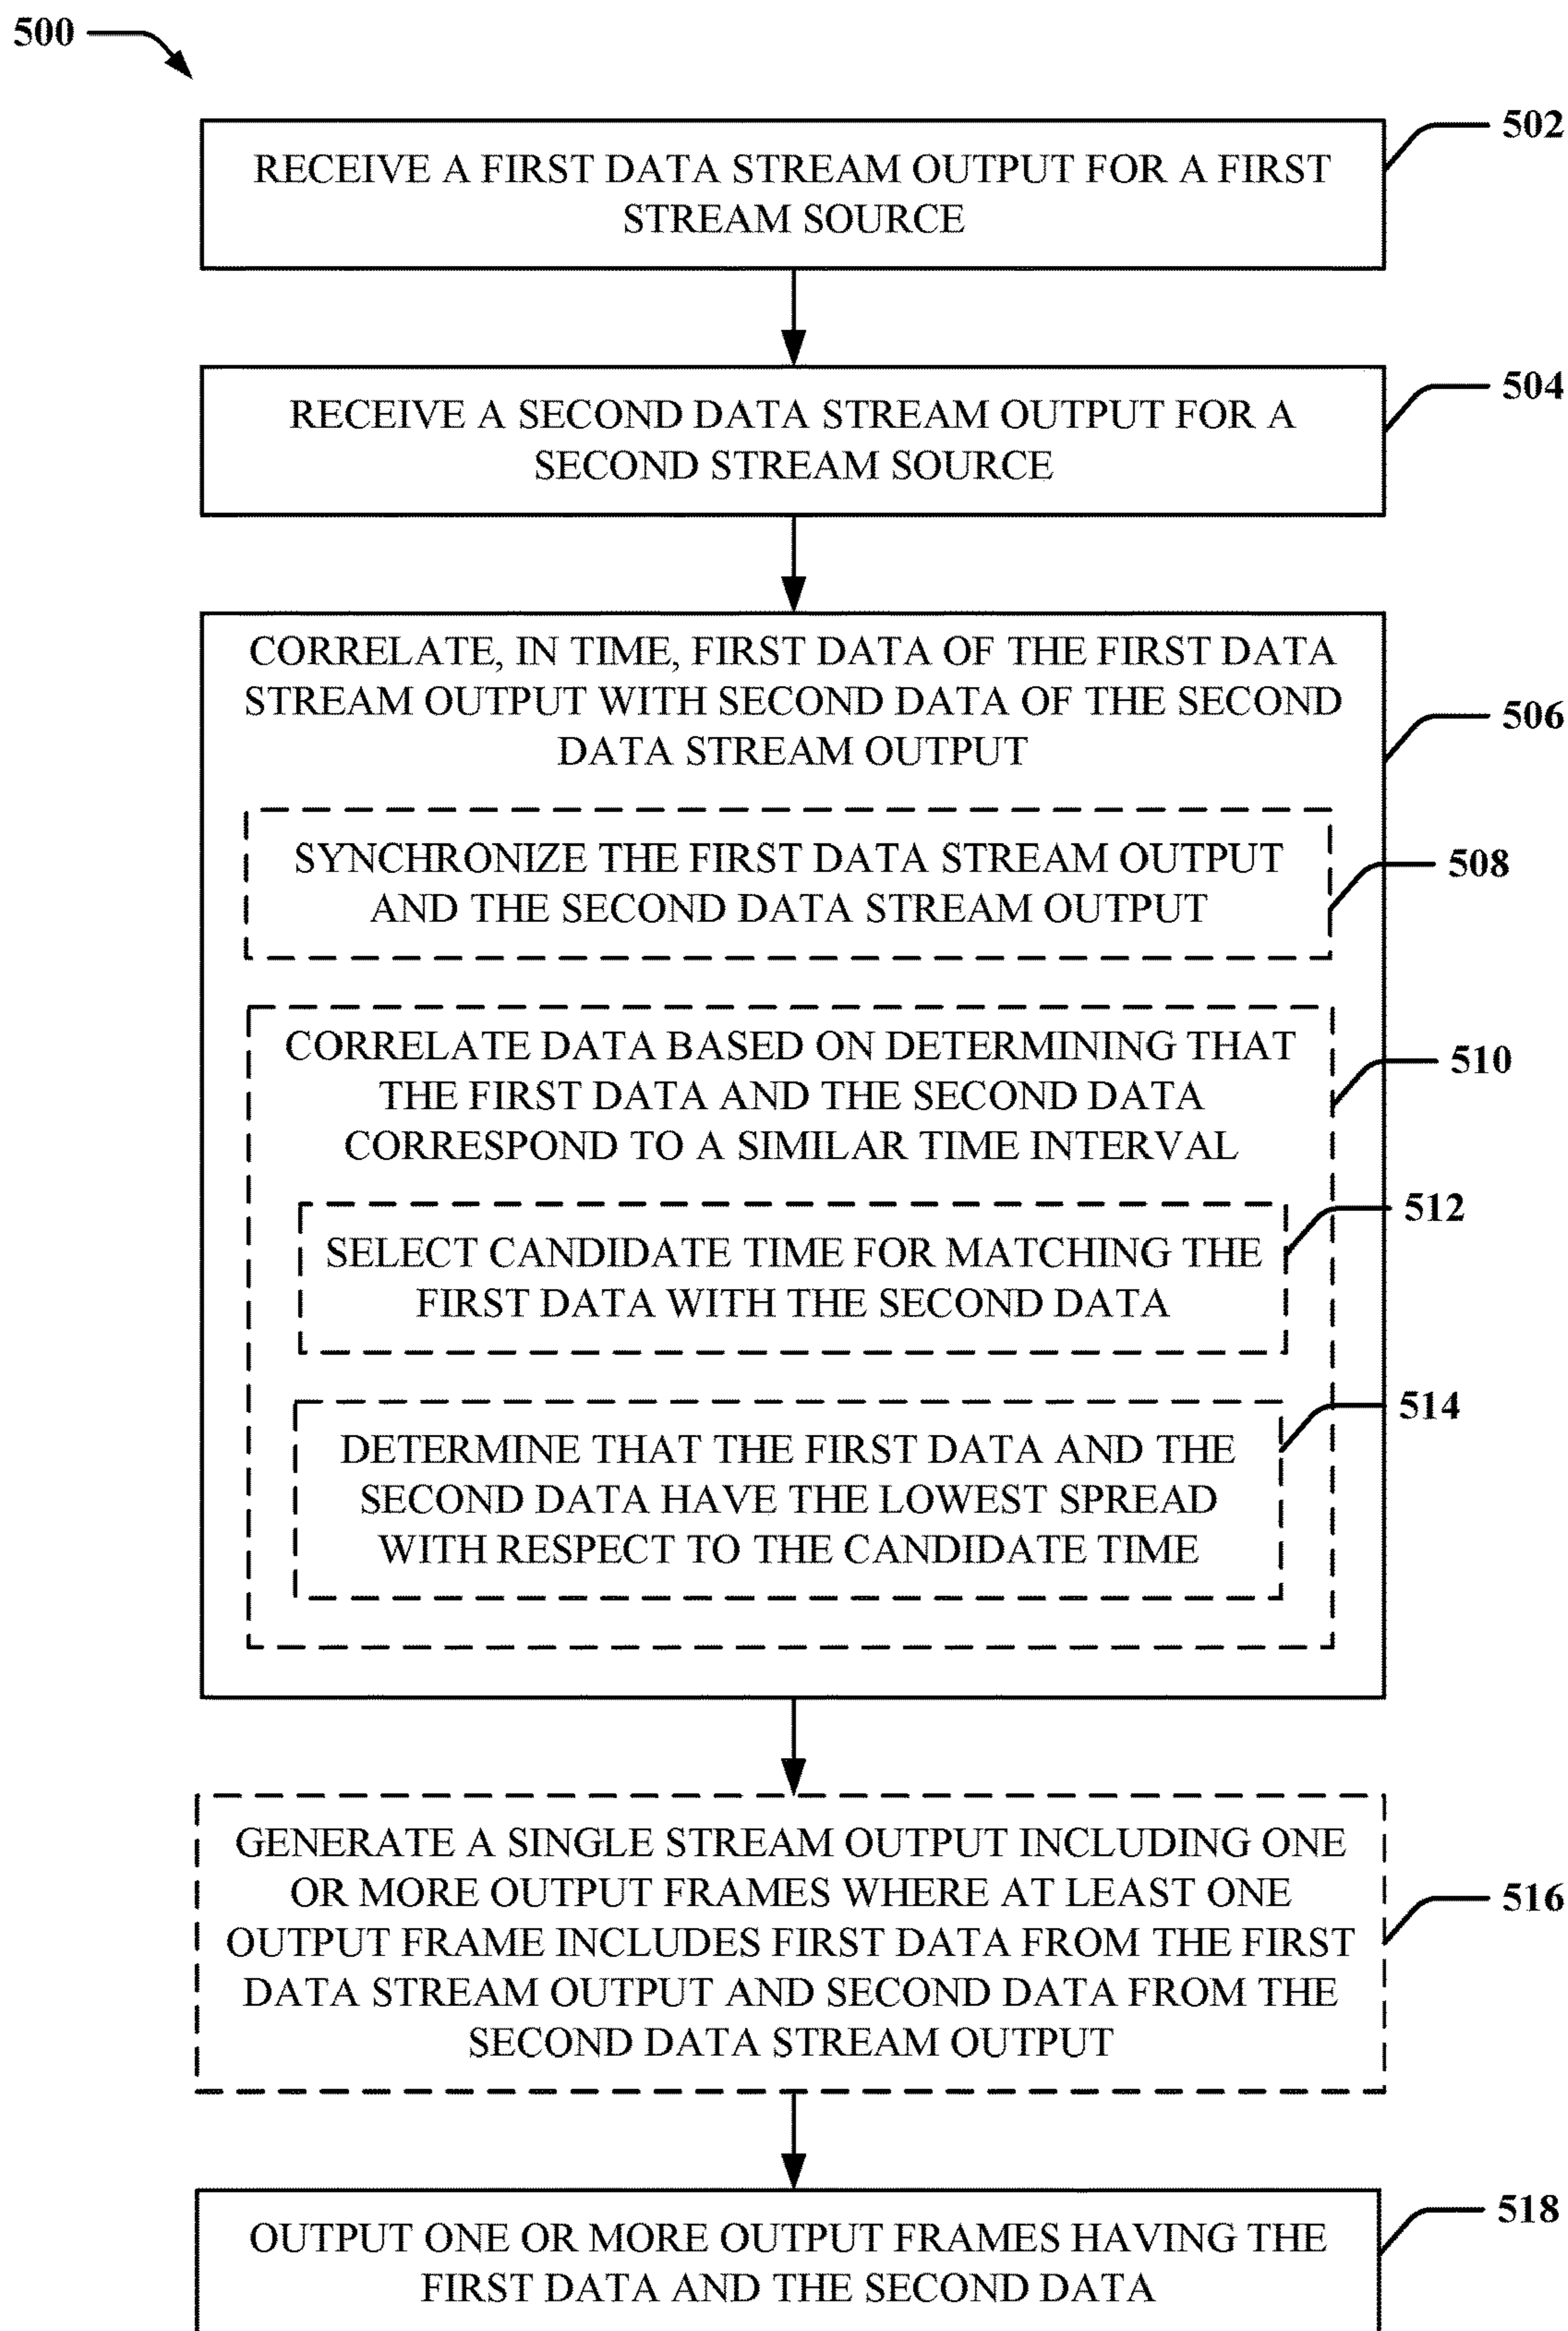 500
502
RECEIVE A FIRST DATA STREAM OUTPUT FOR A FIRST
STREAM SOURCE
504
RECEIVE A SECOND DATA STREAM OUTPUT FOR A
SECOND STREAM SOURCE
CORRELATE, IN TIME, FIRST DATA OF THE FIRST DATA
STREAM OUTPUT WITH SECOND DATA OF THE SECOND
DATA STREAM OUTPUT
506
SYNCHRONIZE THE FIRST DATA STREAM OUTPUT
AND THE SECOND DATA STREAM OUTPUT
508
CORRELATE DATA BASED ON DETERMINING THAT
THE FIRST DATA AND THE SECOND DATA
CORRESPOND TO A SIMILAR TIME INTERVAL
510
512
SELECT CANDIDATE TIME FOR MATCHING THE
FIRST DATA WITH THE SECOND DATA
514
DETERMINE THAT THE FIRST DATA AND THE
SECOND DATA HAVE THE LOWEST SPREAD
WITH RESPECT TO THE CANDIDATE TIME
GENERATE A SINGLE STREAM OUTPUT INCLUDING ONE
OR MORE OUTPUT FRAMES WHERE AT LEAST ONE
OUTPUT FRAME INCLUDES FIRST DATA FROM THE FIRST
DATA STREAM OUTPUT AND SECOND DATA FROM THE
SECOND DATA STREAM OUTPUT
516
518
OUTPUT ONE OR MORE OUTPUT FRAMES HAVING THE
FIRST DATA AND THE SECOND DATA